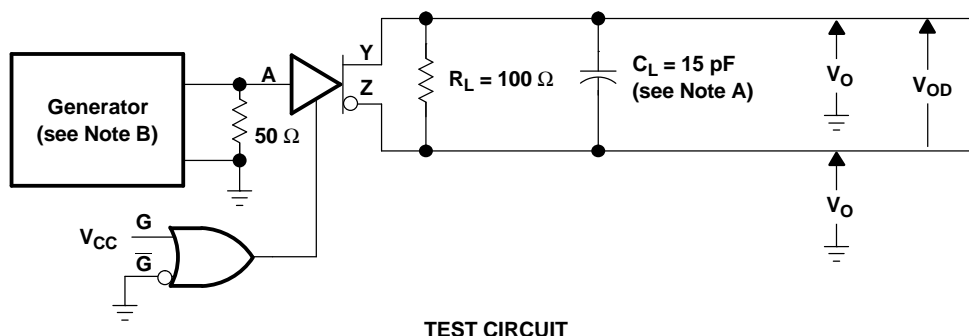 Generator
(see Note B)
A
50 Ω
Y
Z
R_L = 100 Ω
C_L = 15 pF
(see Note A)
V_O
V_OD
V_O
V_CC
G
G̅
TEST CIRCUIT